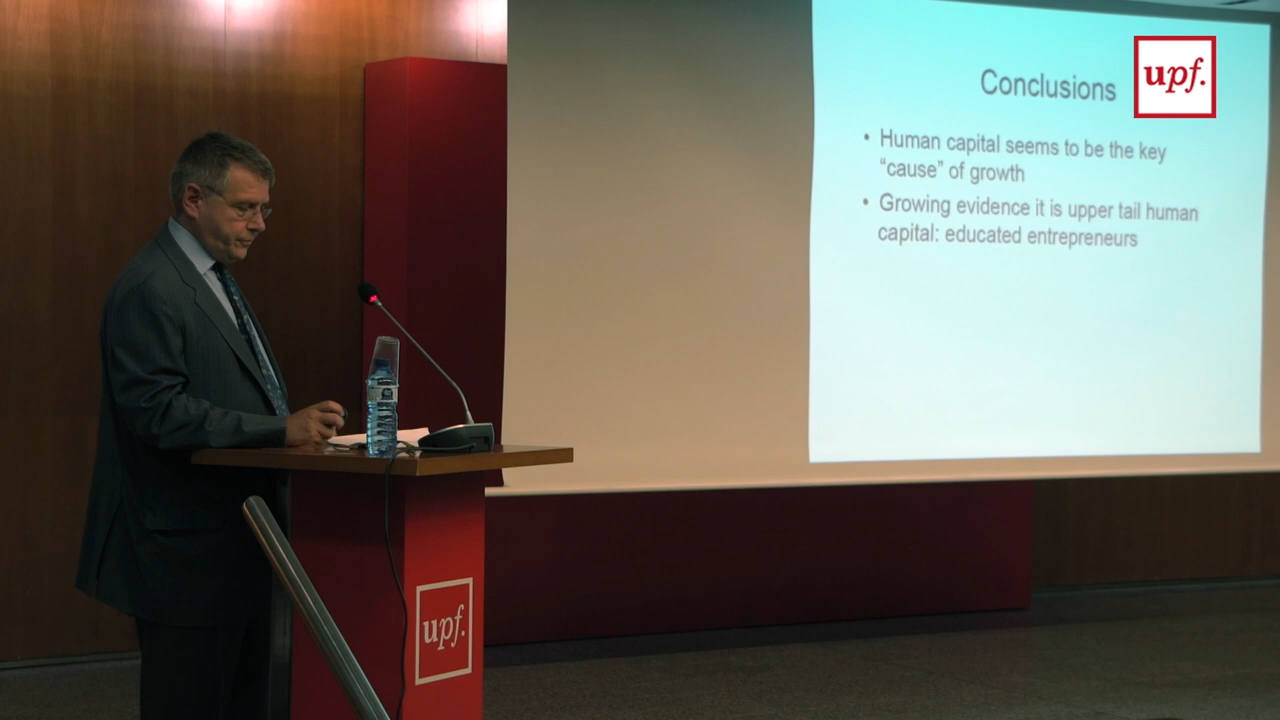 Conclusions
upf.
• Human capital seems to be the key
“cause” of growth
• Growing evidence it is upper tail human
capital: educated entrepreneurs
upf.